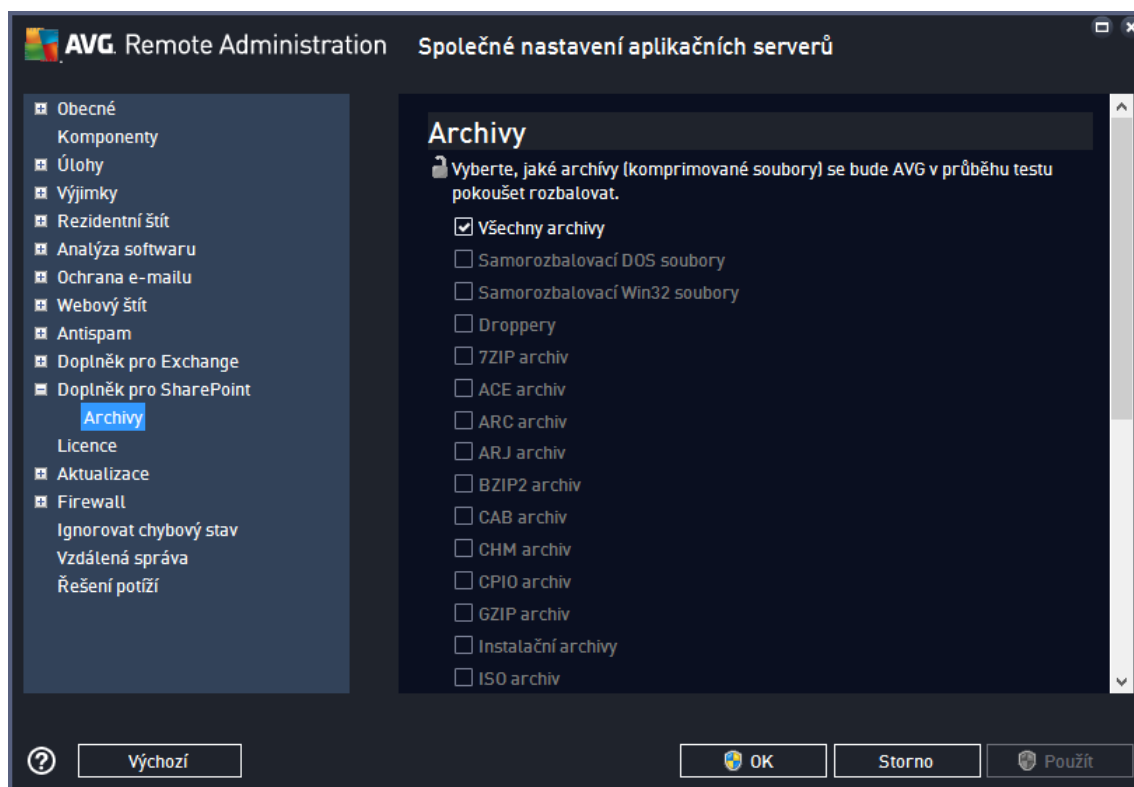 AVG. Remote Administration
Společné nastavení aplikačních serverů
Obecné
Komponenty
Úlohy
Výjimky
Rezidentní štít
Analýza softwaru
Ochrana e-mailu
Webový štít
Antispam
Doplněk pro Exchange
Doplněk pro SharePoint
Archivy
Licence
Aktualizace
Firewall
Ignorovat chybový stav
Vzdálená správa
Řešení potíží
Archivy
Vyberte, jaké archívy (komprimované soubory) se bude AVG v průběhu testu
pokoušet rozbalovat.
Všechny archivy
Samorozbalovací DOS soubory
Samorozbalovací Win32 soubory
Droppery
7ZIP archiv
ACE archiv
ARC archiv
ARJ archiv
BZIP2 archiv
CAB archiv
CHM archiv
CPIO archiv
GZIP archiv
Instalační archivy
ISO archiv
Výchozí
OK
Storno
Použít